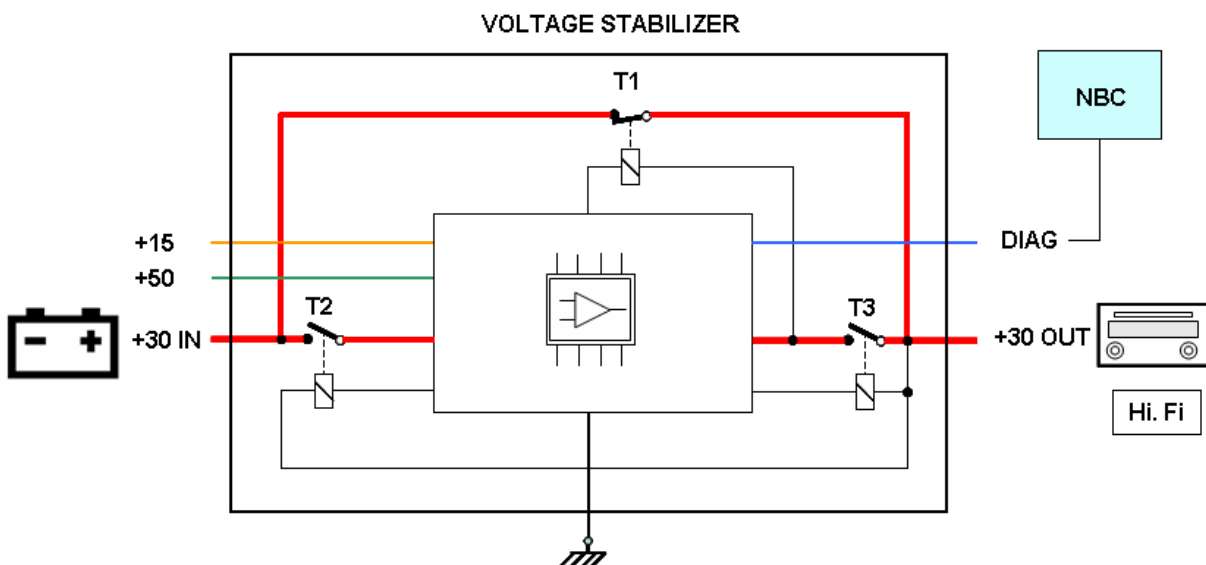 VOLTAGE STABILIZER
T1
NBC
+15
DIAG
+50
T2
T3
+30 IN
+30 OUT
Hi. Fi